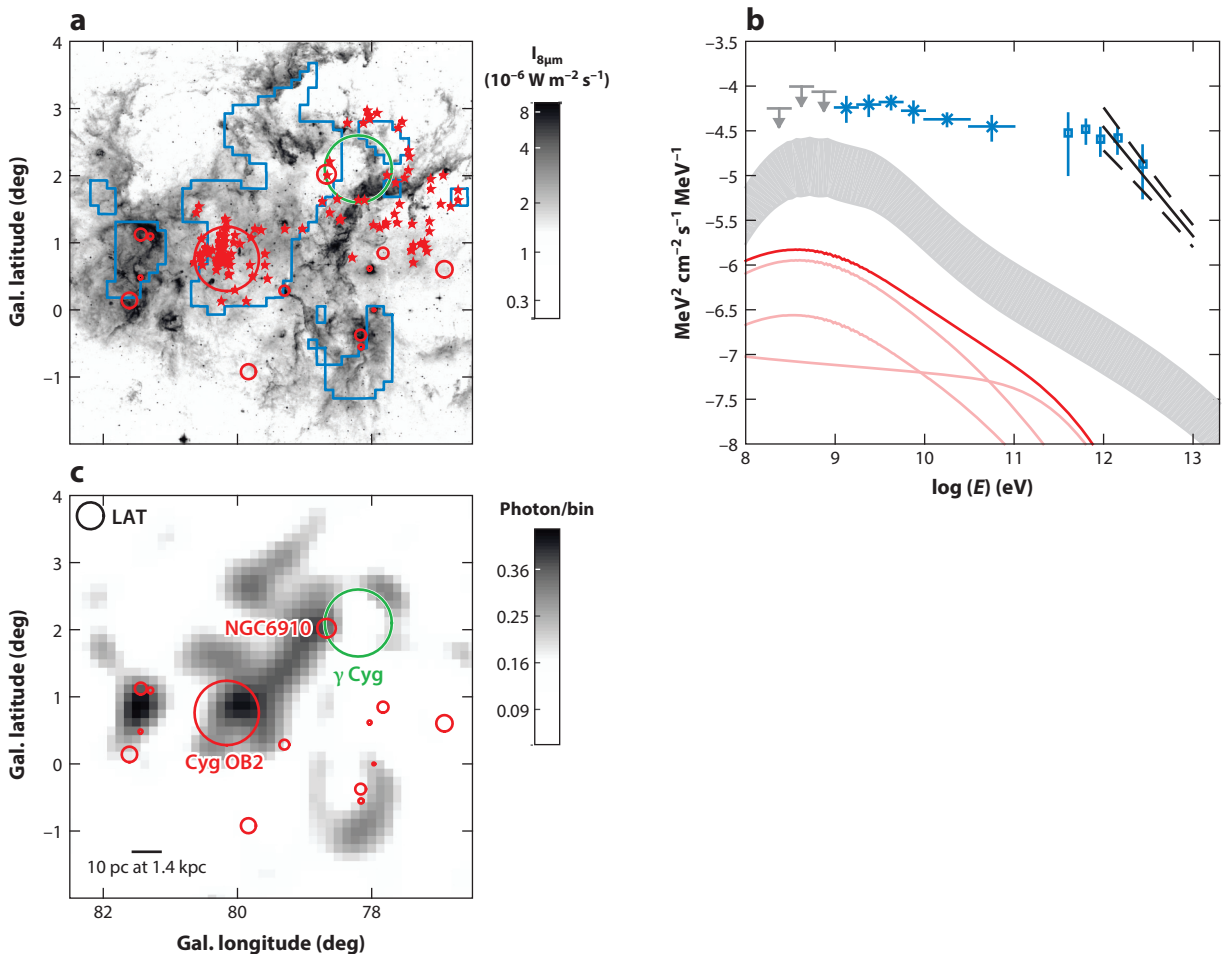 a
I8μm
(10⁻⁶ W m⁻² s⁻¹)
8
4
2
1
0.3
Gal. latitude (deg)
4
3
2
1
0
−1
b
MeV² cm⁻² s⁻¹ MeV⁻¹
−3.5
−4
−4.5
−5
−5.5
−6
−6.5
−7
−7.5
−8
8
9
10
11
12
13
log (E) (eV)
c
Photon/bin
0.36
0.25
0.16
0.09
LAT
NGC6910
γ Cyg
Cyg OB2
10 pc at 1.4 kpc
Gal. latitude (deg)
4
3
2
1
0
−1
82
80
78
Gal. longitude (deg)